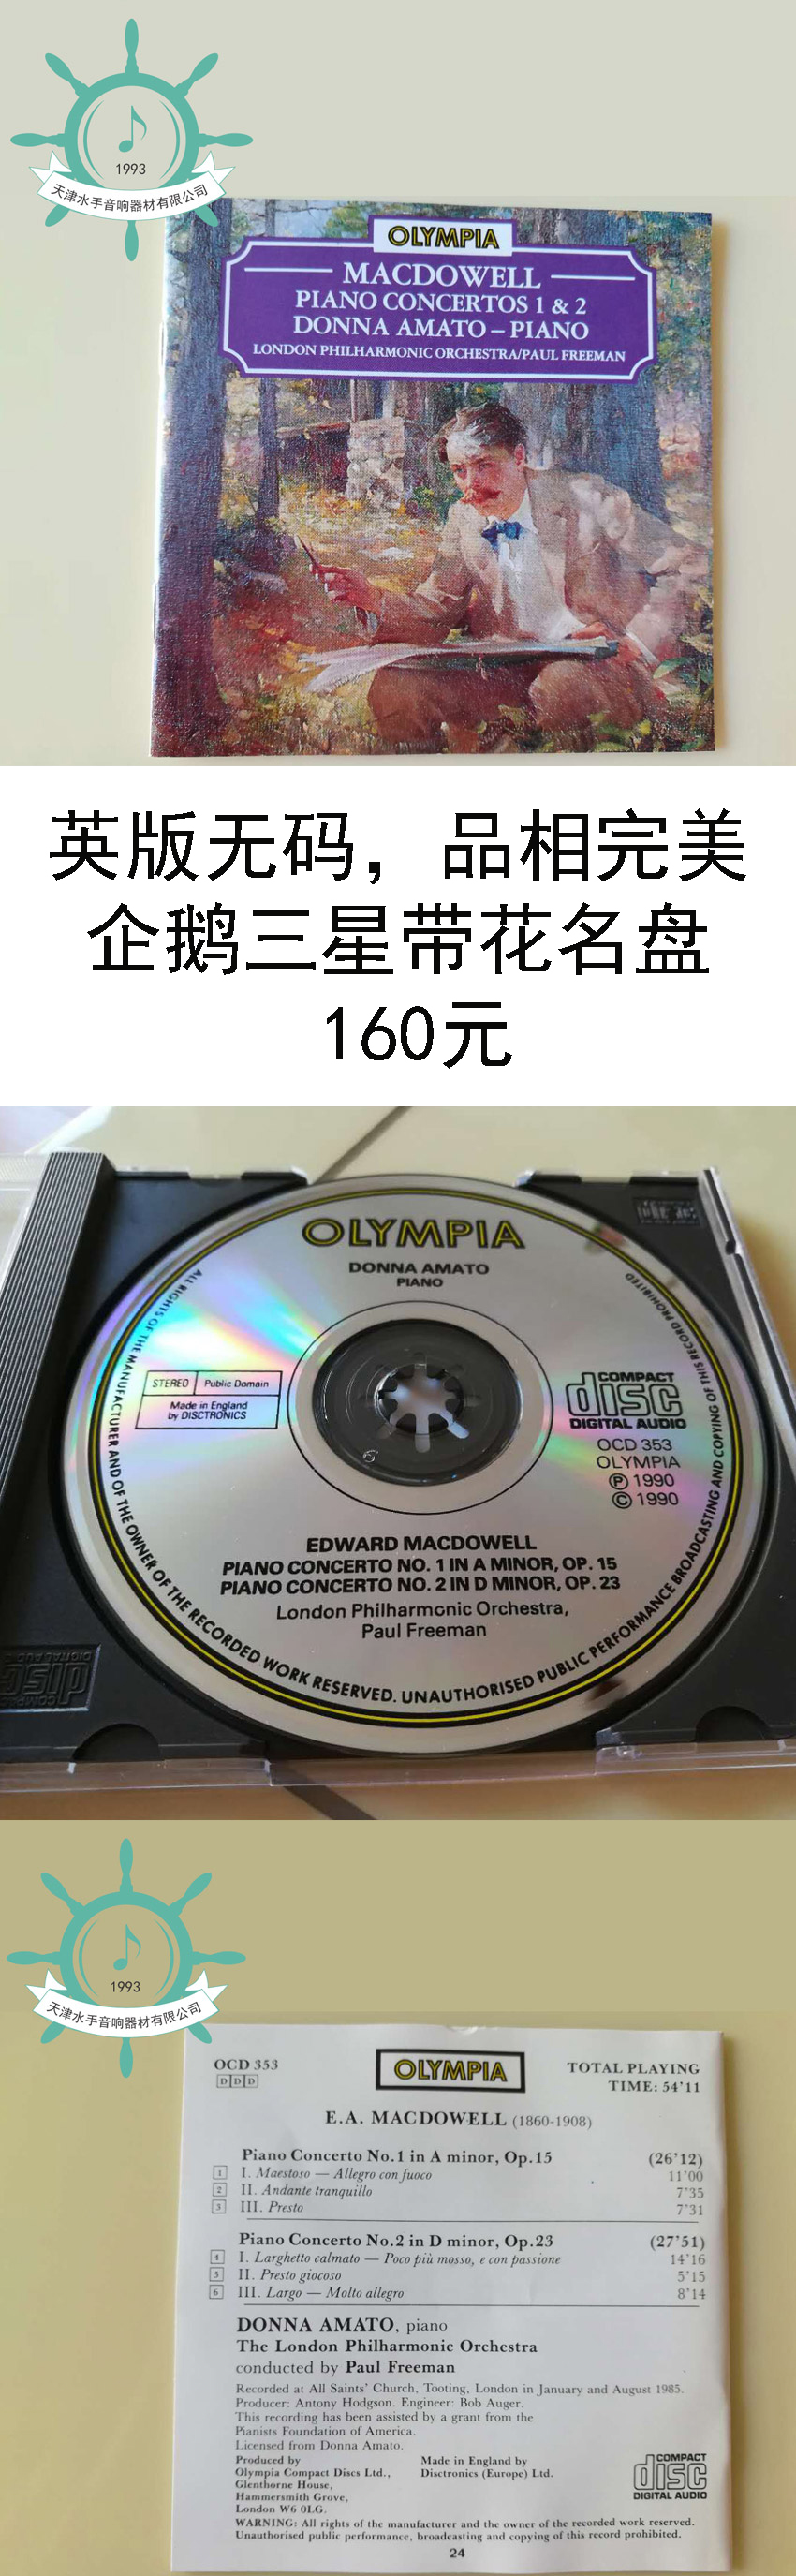 1993
天津水手音响器材有限公司
OLYMPIA
MACDOWELL
PIANO CONCERTOS 1 & 2
DONNA AMATO – PIANO
LONDON PHILHARMONIC ORCHESTRA/PAUL FREEMAN
英版无码，品相完美
企鹅三星带花名盘
160元
OLYMPIA
DONNA AMATO
PIANO
STEREO Public Domain
Made in England
by DISCTRONICS
COMPACT
disc
DIGITAL AUDIO
OCD 353
OLYMPIA
Ⓟ 1990
© 1990
EDWARD MACDOWELL
PIANO CONCERTO NO. 1 IN A MINOR, OP. 15
PIANO CONCERTO NO. 2 IN D MINOR, OP. 23
London Philharmonic Orchestra,
Paul Freeman
ALL RIGHTS OF THE MANUFACTURER AND OF THE OWNER OF THE RECORDED WORK RESERVED. UNAUTHORISED PUBLIC PERFORMANCE BROADCASTING AND COPYING OF THIS RECORD PROHIBITED
COMPACT
disc
DIGITAL AUDIO
1993
天津水手音响器材有限公司
OCD 353
DDD
OLYMPIA
TOTAL PLAYING
TIME: 54'11
E.A. MACDOWELL (1860-1908)
Piano Concerto No.1 in A minor, Op.15 (26'12)
1 I. Maestoso — Allegro con fuoco 11'00
2 II. Andante tranquillo 7'35
3 III. Presto 7'31
Piano Concerto No.2 in D minor, Op.23 (27'51)
4 I. Larghetto calmato — Poco più mosso, e con passione 14'16
5 II. Presto giocoso 5'15
6 III. Largo — Molto allegro 8'14
DONNA AMATO, piano
The London Philharmonic Orchestra
conducted by Paul Freeman
Recorded at All Saints' Church, Tooting, London in January and August 1985.
Producer: Antony Hodgson. Engineer: Bob Auger.
This recording has been assisted by a grant from the
Pianists Foundation of America.
Licensed from Donna Amato.
Produced by
Olympia Compact Discs Ltd.,
Glenthorne House,
Hammersmith Grove,
London W6 0LG.
Made in England by
Disctronics (Europe) Ltd.
COMPACT
disc
DIGITAL AUDIO
WARNING: All rights of the manufacturer and the owner of the recorded work reserved.
Unauthorised public performance, broadcasting and copying of this record prohibited.
24